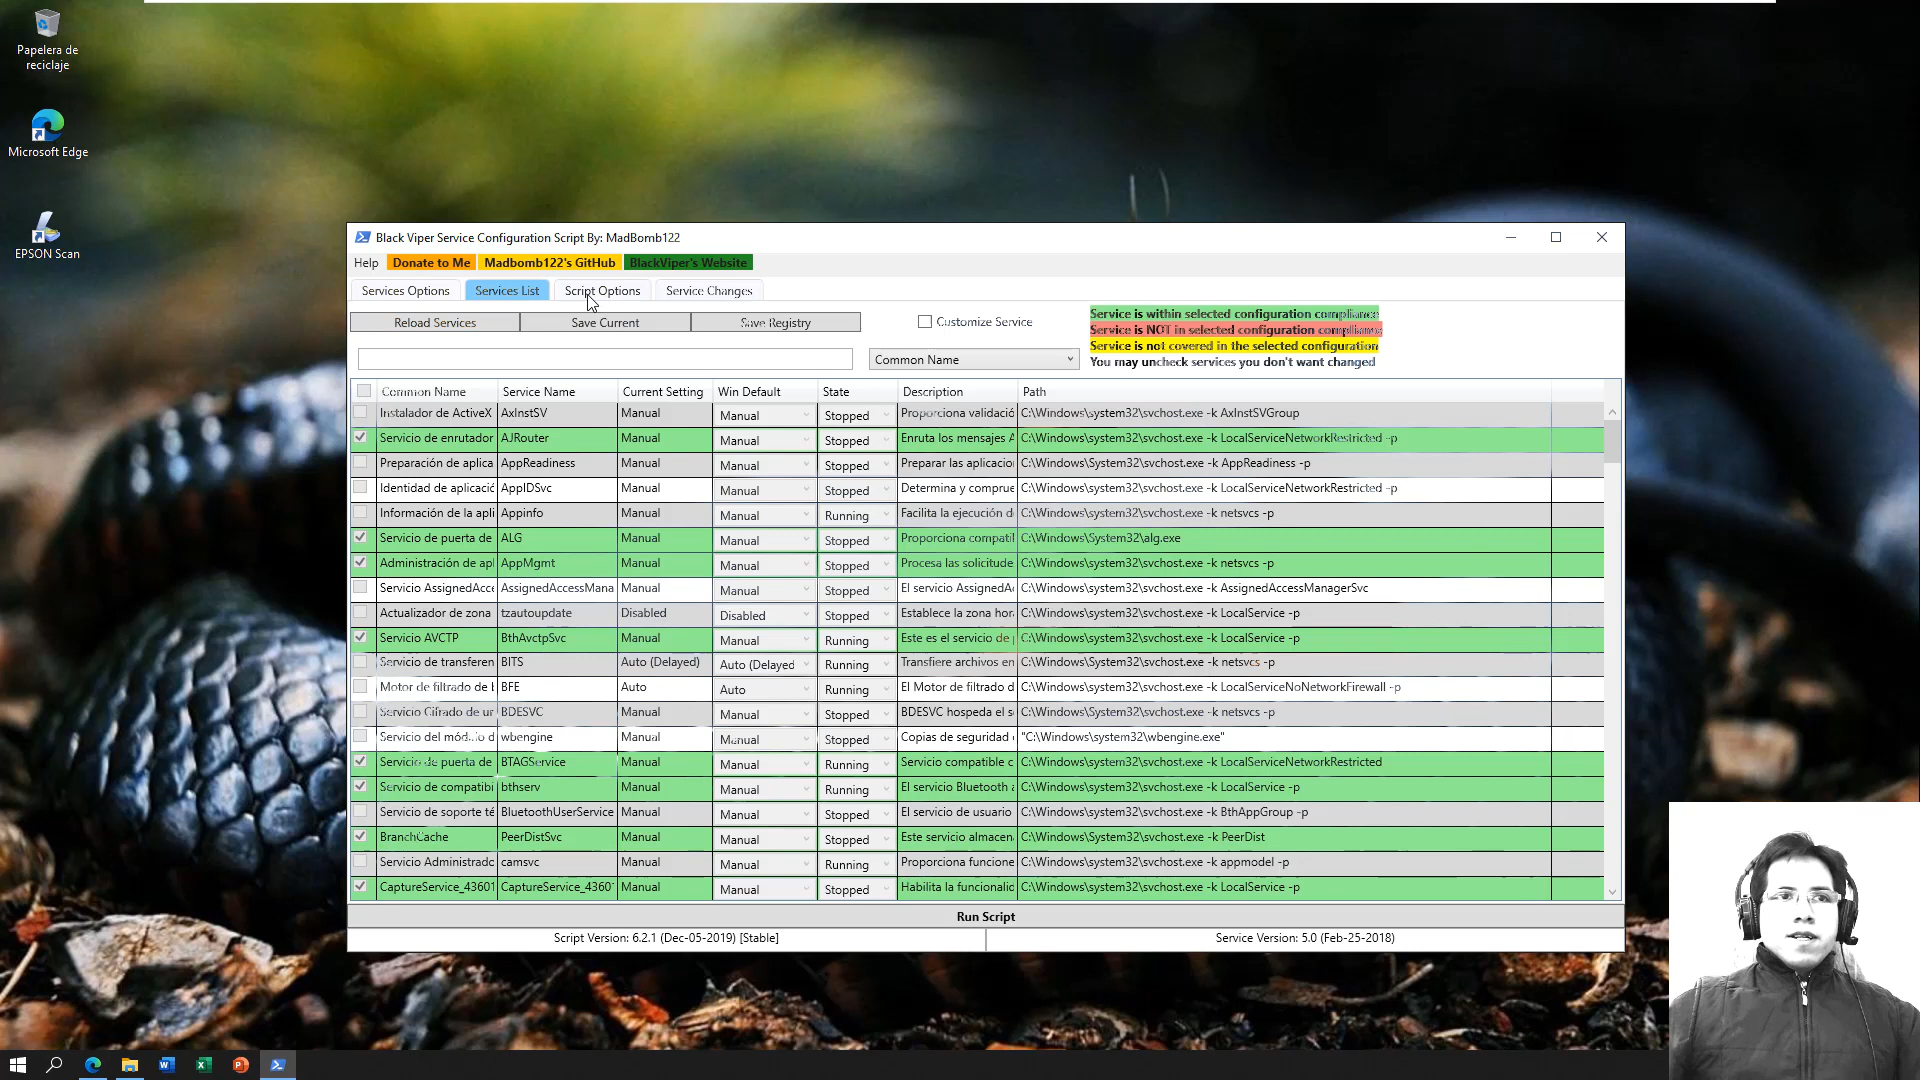 Papelera de
reciclaje
Microsoft Edge
EPSON Scan
Black Viper Service Configuration Script By: MadBomb122
Help Donate to Me Madbomb122's GitHub BlackViper's Website
Services Options Services List Script Options Service Changes
Reload Services Save Current Save Registry Customize Service
Service is within selected configuration compliance
Service is NOT in selected configuration compliance
Service is not covered in the selected configuration
You may uncheck services you don't want changed
Common Name
Common Name Service Name Current Setting Win Default State Description Path
Instalador de ActiveX AxInstSV Manual Manual Stopped Proporciona validació C:\Windows\system32\svchost.exe -k AxInstSVGroup
Servicio de enrutador AJRouter Manual Manual Stopped Enruta los mensajes A C:\Windows\system32\svchost.exe -k LocalServiceNetworkRestricted -p
Preparación de aplica AppReadiness Manual Manual Stopped Preparar las aplicacio C:\Windows\System32\svchost.exe -k AppReadiness -p
Identidad de aplicació AppIDSvc Manual Manual Stopped Determina y comprue C:\Windows\system32\svchost.exe -k LocalServiceNetworkRestricted -p
Información de la apli Appinfo Manual Manual Running Facilita la ejecución d C:\Windows\system32\svchost.exe -k netsvcs -p
Servicio de puerta de ALG Manual Manual Stopped Proporciona compati C:\Windows\System32\alg.exe
Administración de apl AppMgmt Manual Manual Stopped Procesa las solicitude C:\Windows\system32\svchost.exe -k netsvcs -p
Servicio AssignedAcce AssignedAccessMana Manual Manual Stopped El servicio AssignedAc C:\Windows\system32\svchost.exe -k AssignedAccessManagerSvc
Actualizador de zona tzautoupdate Disabled Disabled Stopped Establece la zona hor C:\Windows\system32\svchost.exe -k LocalService -p
Servicio AVCTP BthAvctpSvc Manual Manual Running Este es el servicio de C:\Windows\system32\svchost.exe -k LocalService -p
Servicio de transferen BITS Auto (Delayed) Auto (Delayed Running Transfiere archivos en C:\Windows\System32\svchost.exe -k netsvcs -p
Motor de filtrado de BFE Auto Auto Running El Motor de filtrado d C:\Windows\system32\svchost.exe -k LocalServiceNoNetworkFirewall -p
Servicio Cifrado de BDESVC Manual Manual Stopped BDESVC hospeda el C:\Windows\System32\svchost.exe -k netsvcs -p
Servicio del módulo d wbengine Manual Manual Stopped Copias de seguridad "C:\Windows\system32\wbengine.exe"
Servicio de puerta de BTAGService Manual Manual Running Servicio compatible c C:\Windows\system32\svchost.exe -k LocalServiceNetworkRestricted
Servicio de compatibi bthserv Manual Manual Running El servicio Bluetooth C:\Windows\system32\svchost.exe -k LocalService -p
Servicio de soporte té BluetoothUserService Manual Manual Stopped El servicio de usuario C:\Windows\system32\svchost.exe -k BthAppGroup -p
BranchCache PeerDistSvc Manual Manual Stopped Este servicio almacen C:\Windows\System32\svchost.exe -k PeerDist
Servicio Administrado camsvc Manual Manual Running Proporciona funcione C:\Windows\system32\svchost.exe -k appmodel -p
CaptureService_43601 CaptureService_4360 Manual Manual Stopped Habilita la funcionalid C:\Windows\system32\svchost.exe -k LocalService -p
Run Script
Script Version: 6.2.1 (Dec-05-2019) [Stable] Service Version: 5.0 (Feb-25-2018)